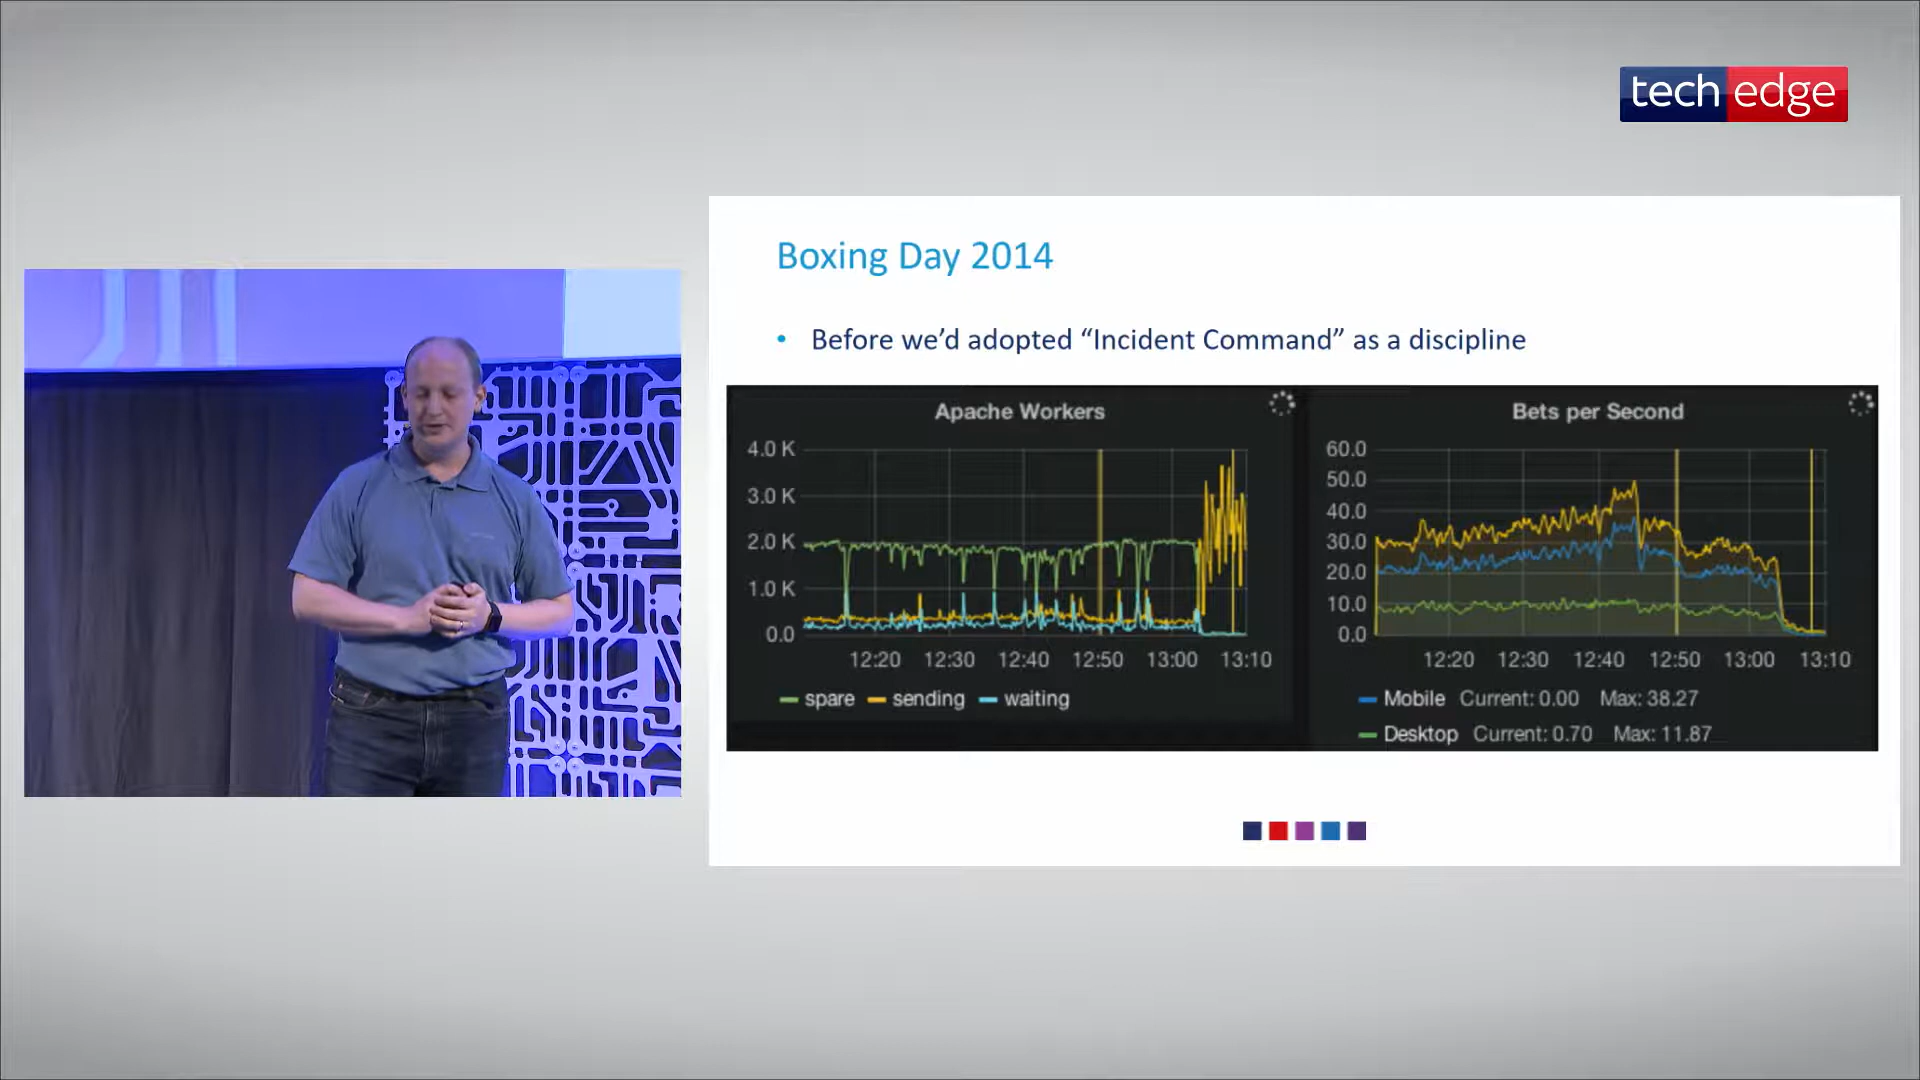 tech edge
Boxing Day 2014
• Before we’d adopted “Incident Command” as a discipline
Apache Workers
4.0 K
3.0 K
2.0 K
1.0 K
0.0
12:20 12:30 12:40 12:50 13:00 13:10
spare sending waiting
Bets per Second
60.0
50.0
40.0
30.0
20.0
10.0
0.0
12:20 12:30 12:40 12:50 13:00 13:10
Mobile Current: 0.00 Max: 38.27
Desktop Current: 0.70 Max: 11.87